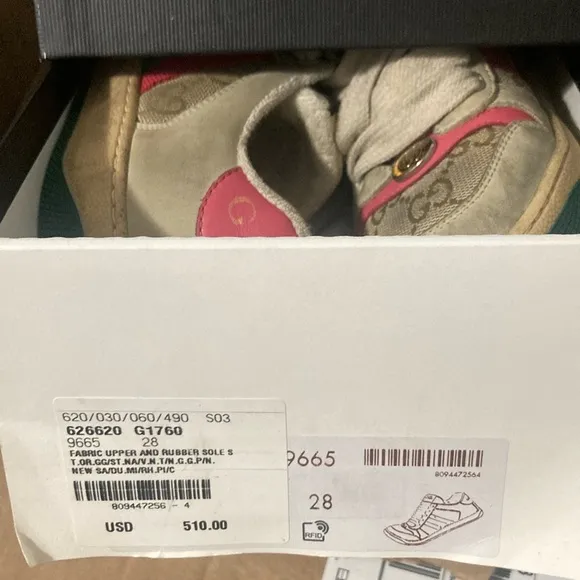 G
620/030/060/490 S03
626620 G1760
9665 28
FABRIC UPPER AND RUBBER SOLE S
T.OR.GG/ST.NA/V.N.T/N.G.G.P/N.
NEW SA/DU.MI/RH.PI/C
809447256 - 4
USD 510.00
9665
8094472564
28
RFID